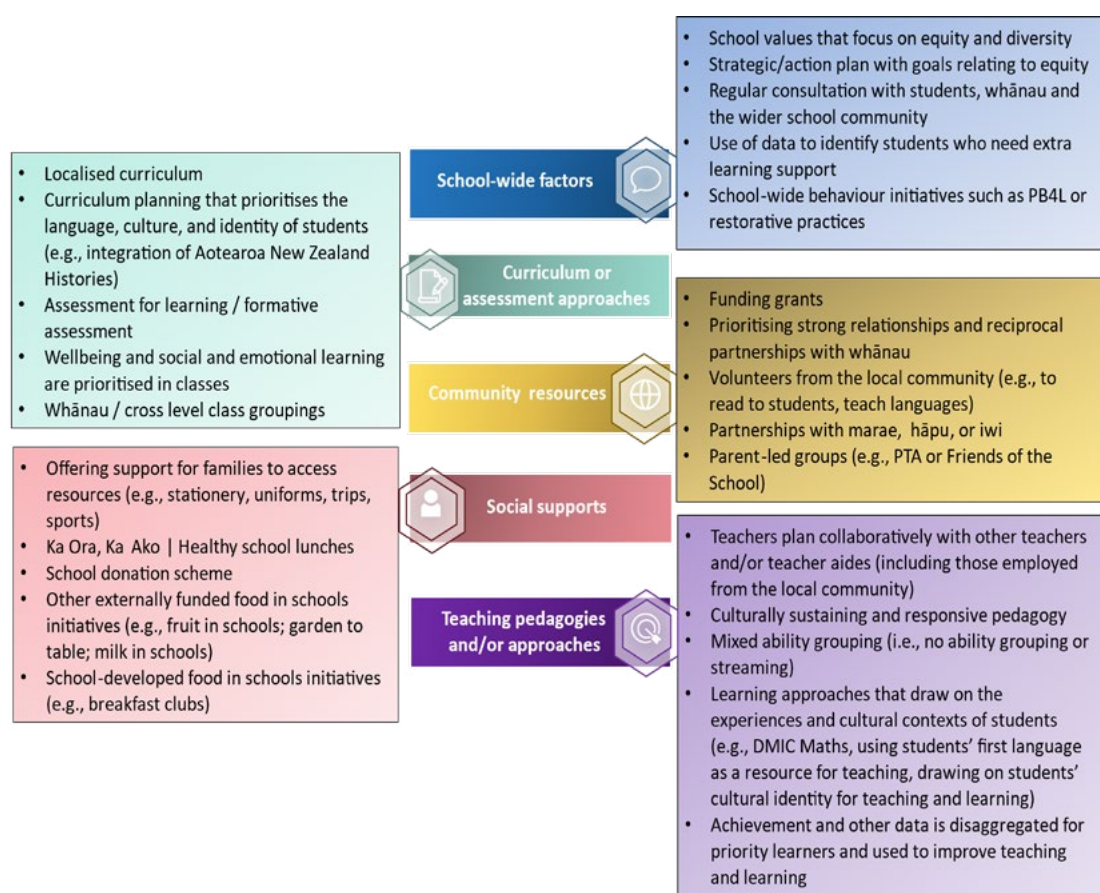 School-wide factors
• School values that focus on equity and diversity
• Strategic/action plan with goals relating to equity
• Regular consultation with students, whānau and
the wider school community
• Use of data to identify students who need extra
learning support
• School-wide behaviour initiatives such as PB4L or
restorative practices
Curriculum or
assessment approaches
• Localised curriculum
• Curriculum planning that prioritises the
language, culture, and identity of students
(e.g., integration of Aotearoa New Zealand
Histories)
• Assessment for learning / formative
assessment
• Wellbeing and social and emotional learning
are prioritised in classes
• Whānau / cross level class groupings
Community resources
• Funding grants
• Prioritising strong relationships and reciprocal
partnerships with whānau
• Volunteers from the local community (e.g., to
read to students, teach languages)
• Partnerships with marae, hāpu, or iwi
• Parent-led groups (e.g., PTA or Friends of the
School)
Social supports
• Offering support for families to access
resources (e.g., stationery, uniforms, trips,
sports)
• Ka Ora, Ka Ako | Healthy school lunches
• School donation scheme
• Other externally funded food in schools
initiatives (e.g., fruit in schools; garden to
table; milk in schools)
• School-developed food in schools initiatives
(e.g., breakfast clubs)
Teaching pedagogies
and/or approaches
• Teachers plan collaboratively with other teachers
and/or teacher aides (including those employed
from the local community)
• Culturally sustaining and responsive pedagogy
• Mixed ability grouping (i.e., no ability grouping or
streaming)
• Learning approaches that draw on the
experiences and cultural contexts of students
(e.g., DMIC Maths, using students’ first language
as a resource for teaching, drawing on students’
cultural identity for teaching and learning)
• Achievement and other data is disaggregated for
priority learners and used to improve teaching
and learning